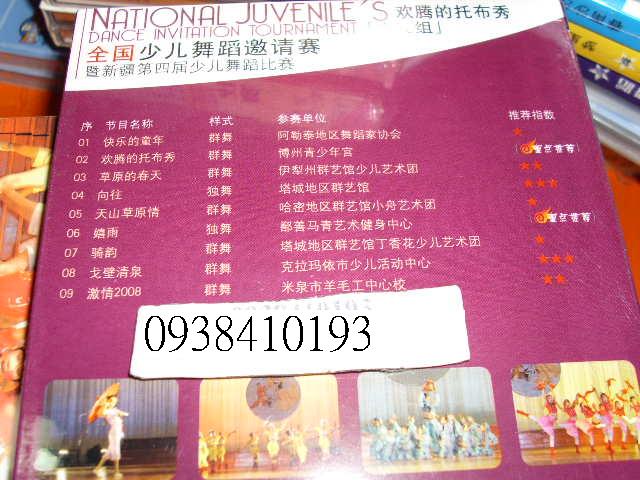 NATIONAL JUVENILE'S 欢腾的托布秀
DANCE INVITATION TOURNAMENT 组」
全国少儿舞蹈邀请赛
暨新疆第四届少儿舞蹈比赛
序 节目名称 样式 参赛单位 推荐指数
01 快乐的童年 群舞 阿勒泰地区舞蹈家协会 ★
02 欢腾的托布秀 群舞 博州青少年宫 (重点推荐)
03 草原的春天 群舞 伊犁州群艺馆少儿艺术团 ★★
04 向往 独舞 塔城地区群艺馆 ★★★
05 天山草原情 群舞 哈密地区群艺馆小舟艺术团 ★
06 嬉雨 独舞 鄯善马青艺术健身中心 (重点推荐)
07 骑韵 群舞 塔城地区群艺馆丁香花少儿艺术团 ★
08 戈壁清泉 群舞 克拉玛依市少儿活动中心 ★★★
09 激情2008 群舞 米泉市羊毛工中心校 ★★
0938410193